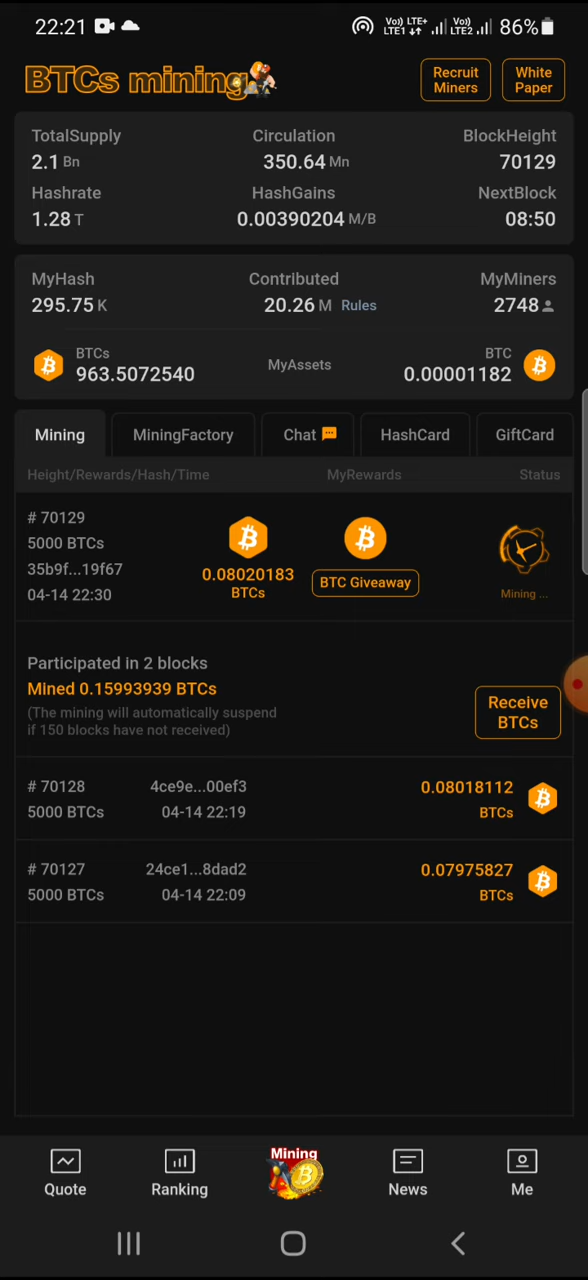 22:21 Vo) LTE+ LTE1 Vo) LTE2 86%
BTCs mining
Recruit Miners
White Paper
TotalSupply Circulation BlockHeight
2.1 Bn 350.64 Mn 70129
Hashrate HashGains NextBlock
1.28 T 0.00390204 M/B 08:50
MyHash Contributed MyMiners
295.75 K 20.26 M Rules 2748
BTCs MyAssets BTC
963.5072540 0.00001182
Mining MiningFactory Chat HashCard GiftCard
Height/Rewards/Hash/Time MyRewards Status
# 70129
5000 BTCs
35b9f...19f67
04-14 22:30
0.08020183
BTCs
BTC Giveaway
Mining ...
Participated in 2 blocks
Mined 0.15993939 BTCs
(The mining will automatically suspend
if 150 blocks have not received)
Receive
BTCs
# 70128 4ce9e...00ef3 0.08018112
5000 BTCs 04-14 22:19 BTCs
# 70127 24ce1...8dad2 0.07975827
5000 BTCs 04-14 22:09 BTCs
Mining
Quote Ranking News Me